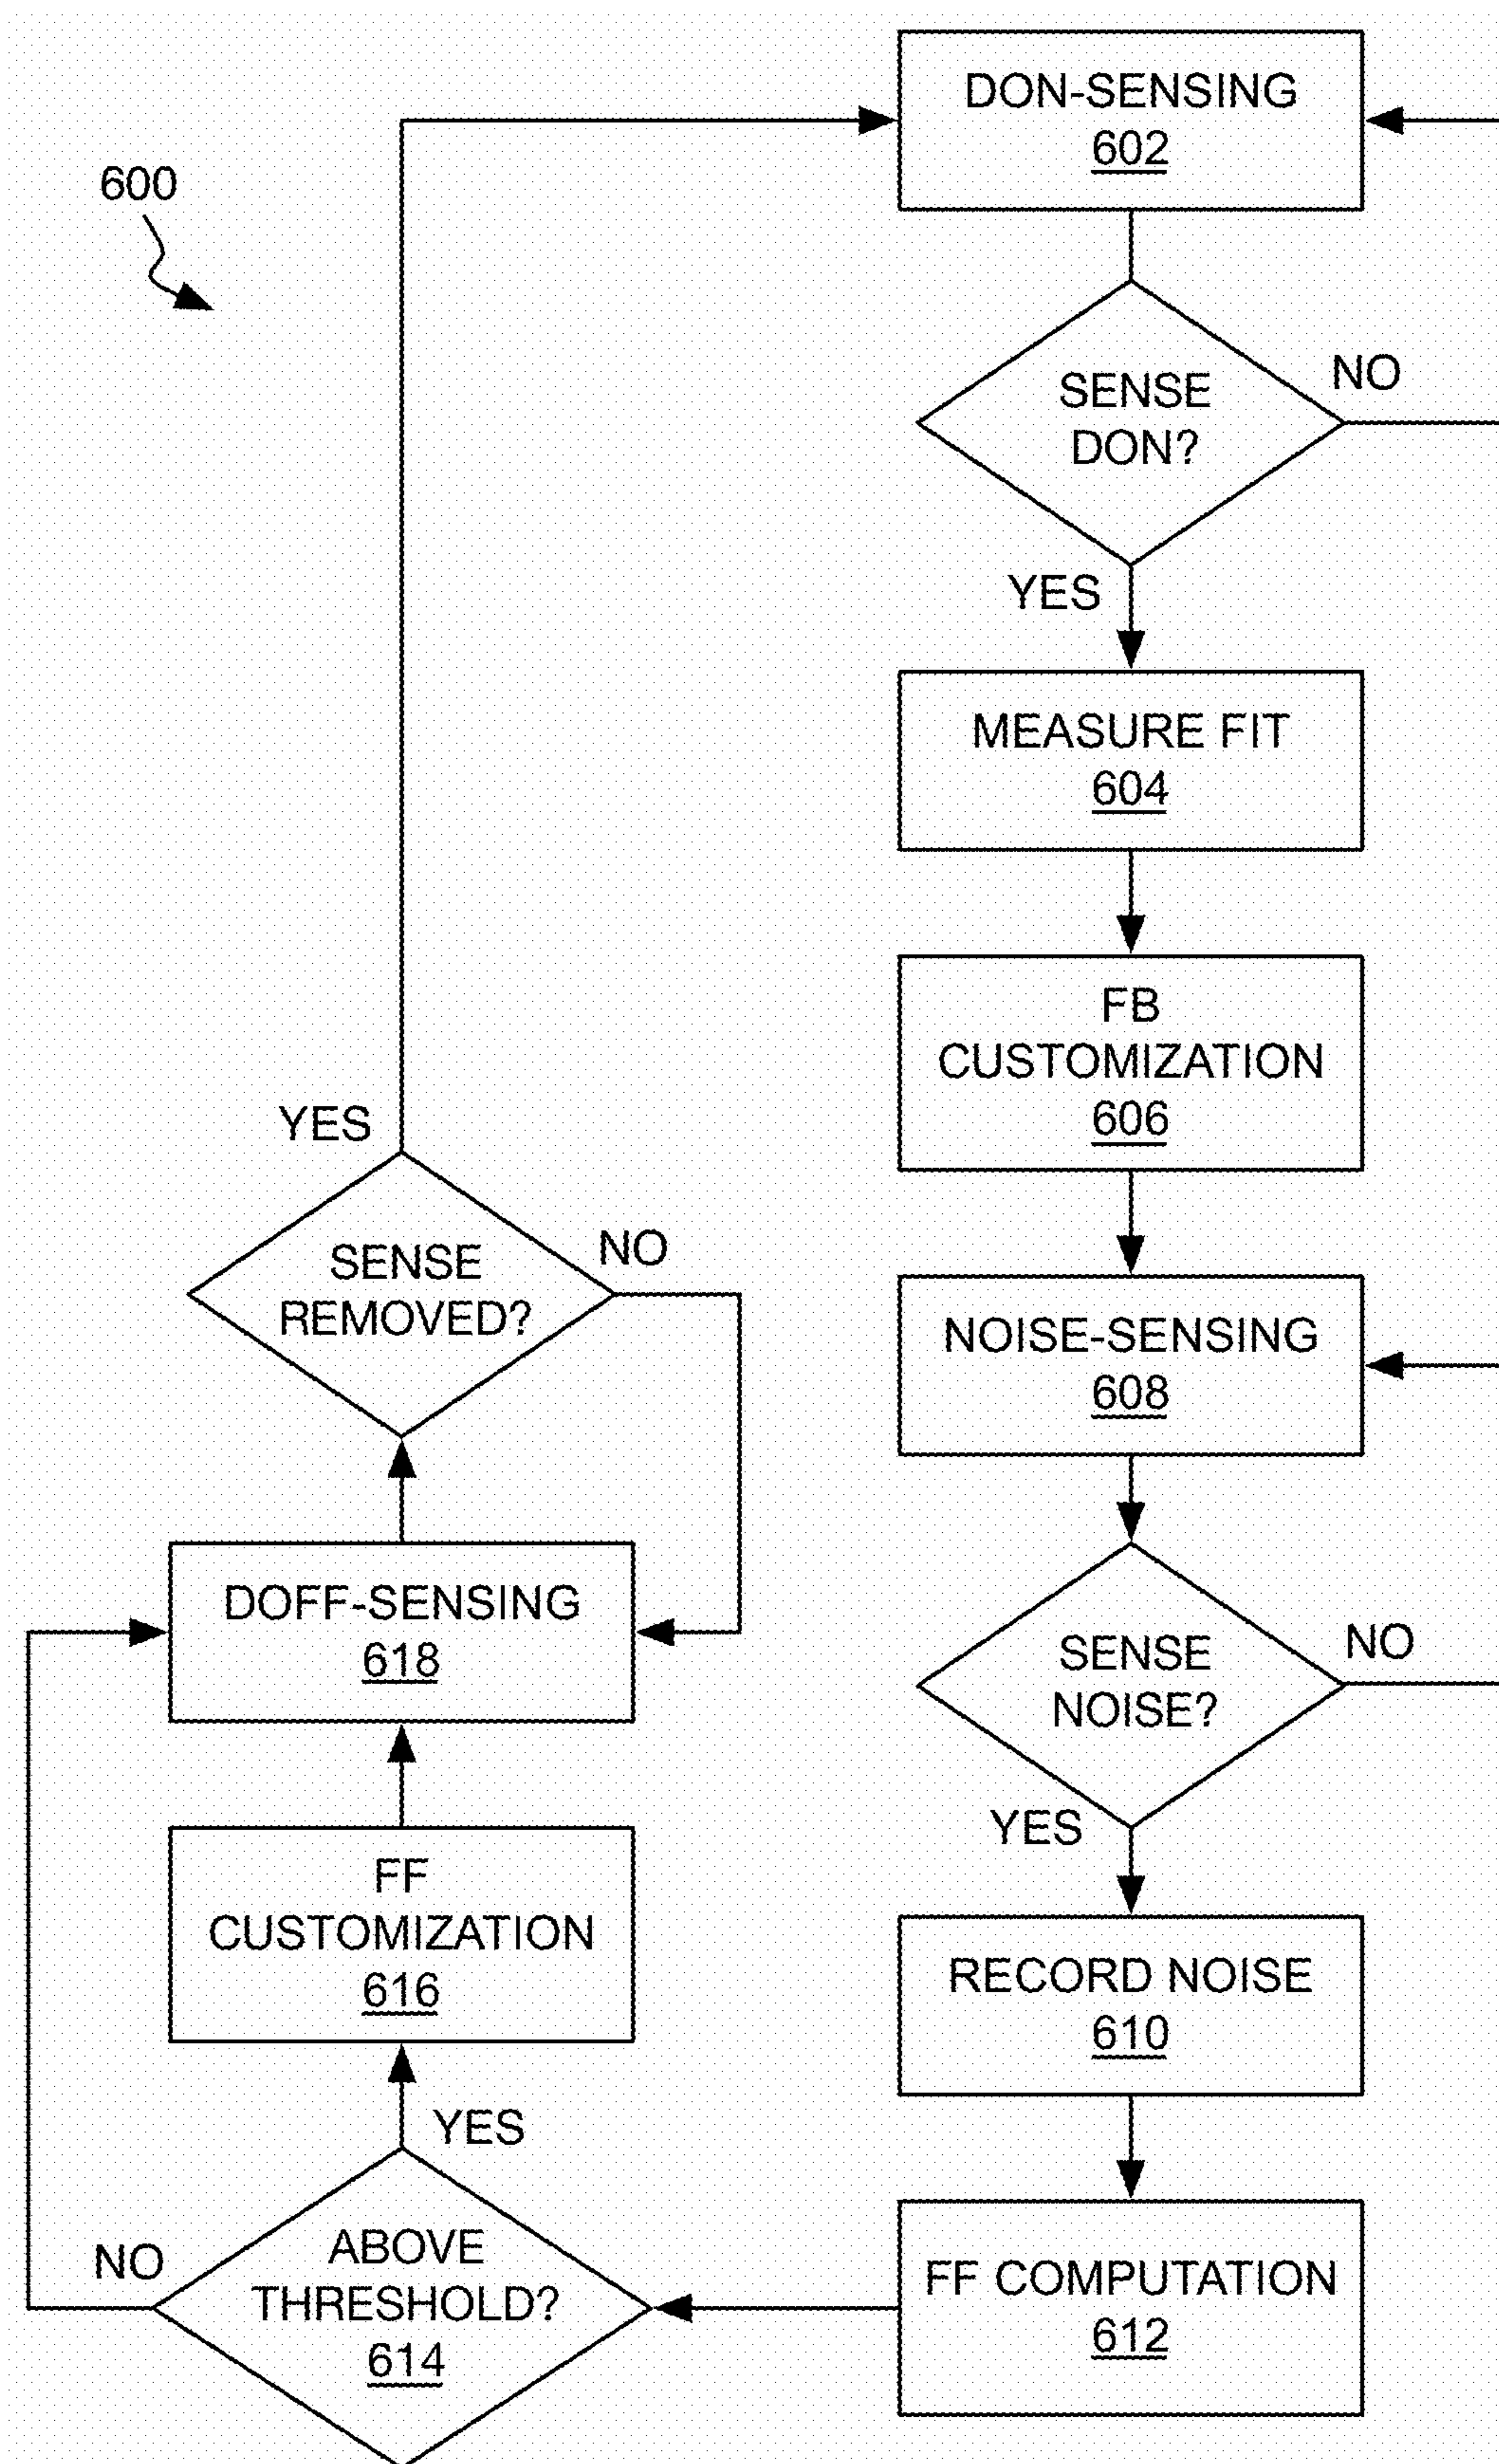 600
DON-SENSING
602
SENSE
DON?
NO
YES
MEASURE FIT
604
FB
CUSTOMIZATION
606
NOISE-SENSING
608
SENSE
NOISE?
NO
YES
RECORD NOISE
610
FF COMPUTATION
612
ABOVE
THRESHOLD?
614
NO
YES
FF
CUSTOMIZATION
616
DOFF-SENSING
618
SENSE
REMOVED?
NO
YES